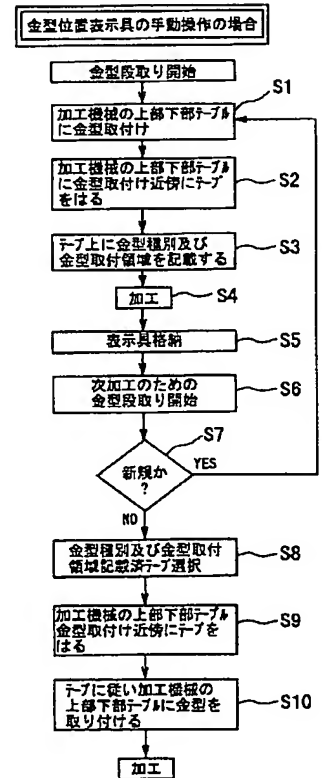 金型位置表示具の手動操作の場合
金型段取り開始
S1
加工機械の上部下部テーブル
に金型取付け
加工機械の上部下部テーブル
に金型取付け近傍にテープ
をはる
S2
テープ上に金型種別及び
金型取付領域を記載する
S3
加工
S4
表示具格納
S5
次加工のための
金型段取り開始
S6
S7
新規か
?
YES
NO
金型種別及び金型取付
領域記載済テープ選択
S8
加工機械の上部下部テーブル
金型取付け近傍にテープを
はる
S9
テープに従い加工機械の
上部下部テーブルに金型を
取り付ける
S10
加工